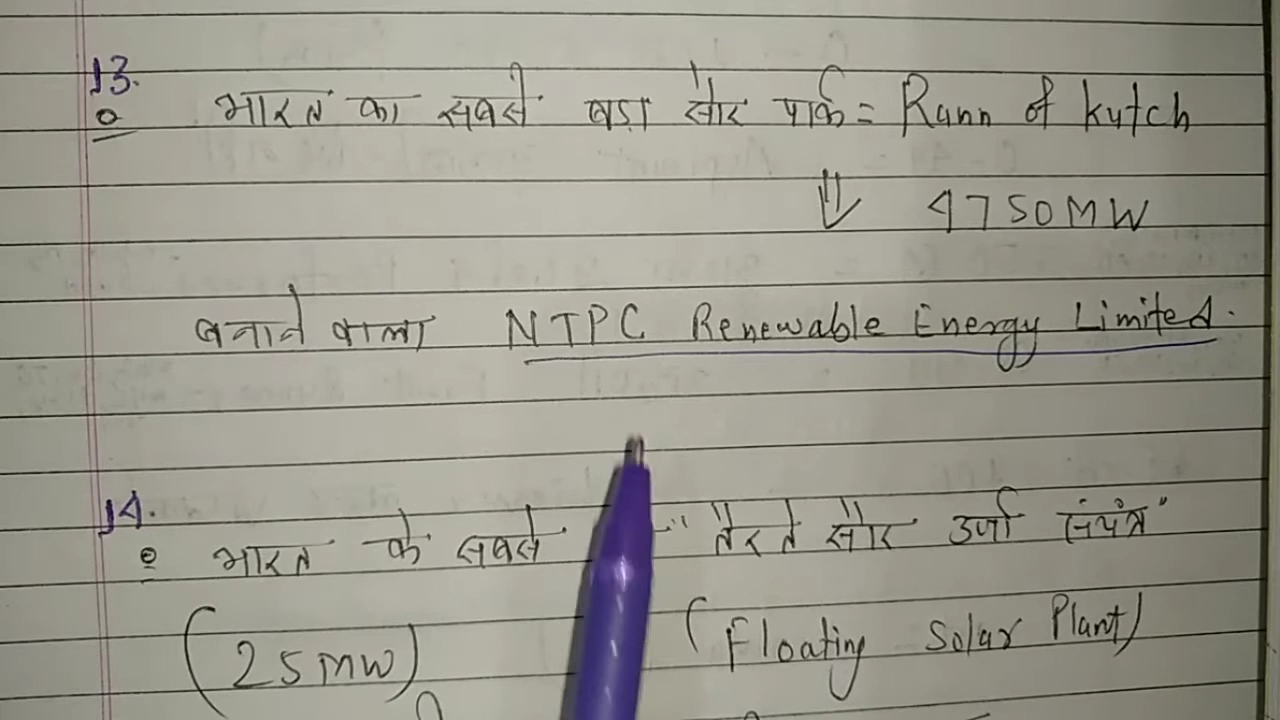 13.
भारत का सबसे बड़ा सौर पार्क = Rann of kutch
4750MW
बनाने वाला NTPC Renewable Energy Limited.
14.
भारत के सबसे "तैरते सौर उर्जा संयंत्र"
(25MW) (Floating Solar Plant)